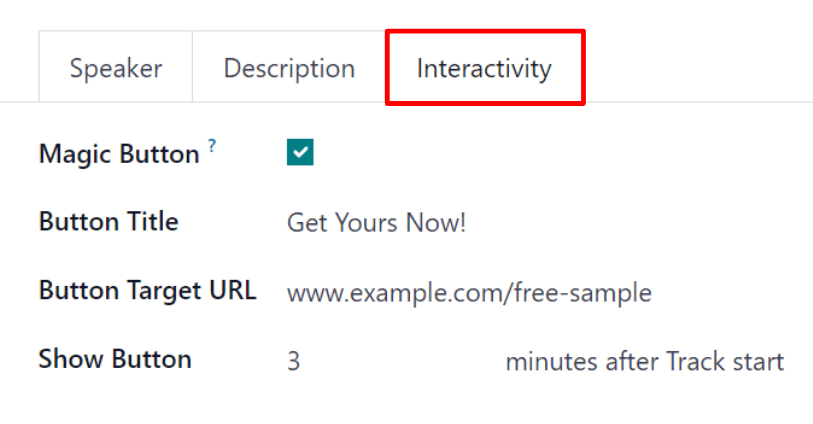 Speaker Description Interactivity
Magic Button ?
Button Title Get Yours Now!
Button Target URL www.example.com/free-sample
Show Button 3 minutes after Track start